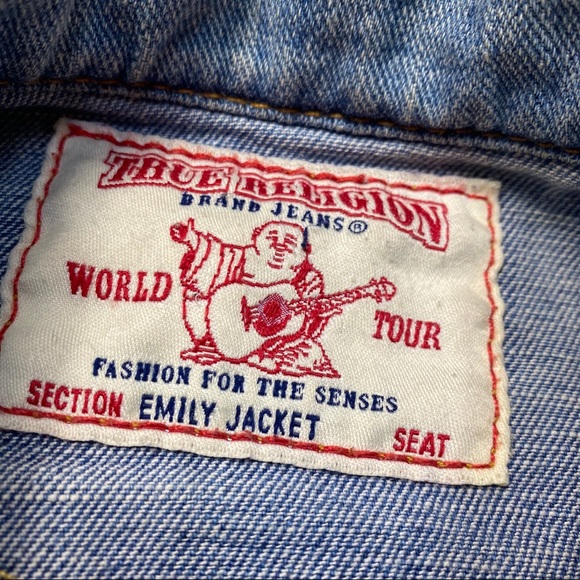 TRUE RELIGION
BRAND JEANS®
WORLD TOUR
FASHION FOR THE SENSES
SECTION EMILY JACKET SEAT